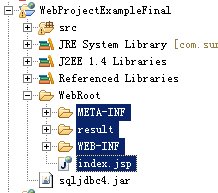 WebProjectExampleFinal
src
JRE System Library [com.sun
J2EE 1.4 Libraries
Referenced Libraries
WebRoot
META-INF
result
WEB-INF
index.jsp
sqljdbc4.jar